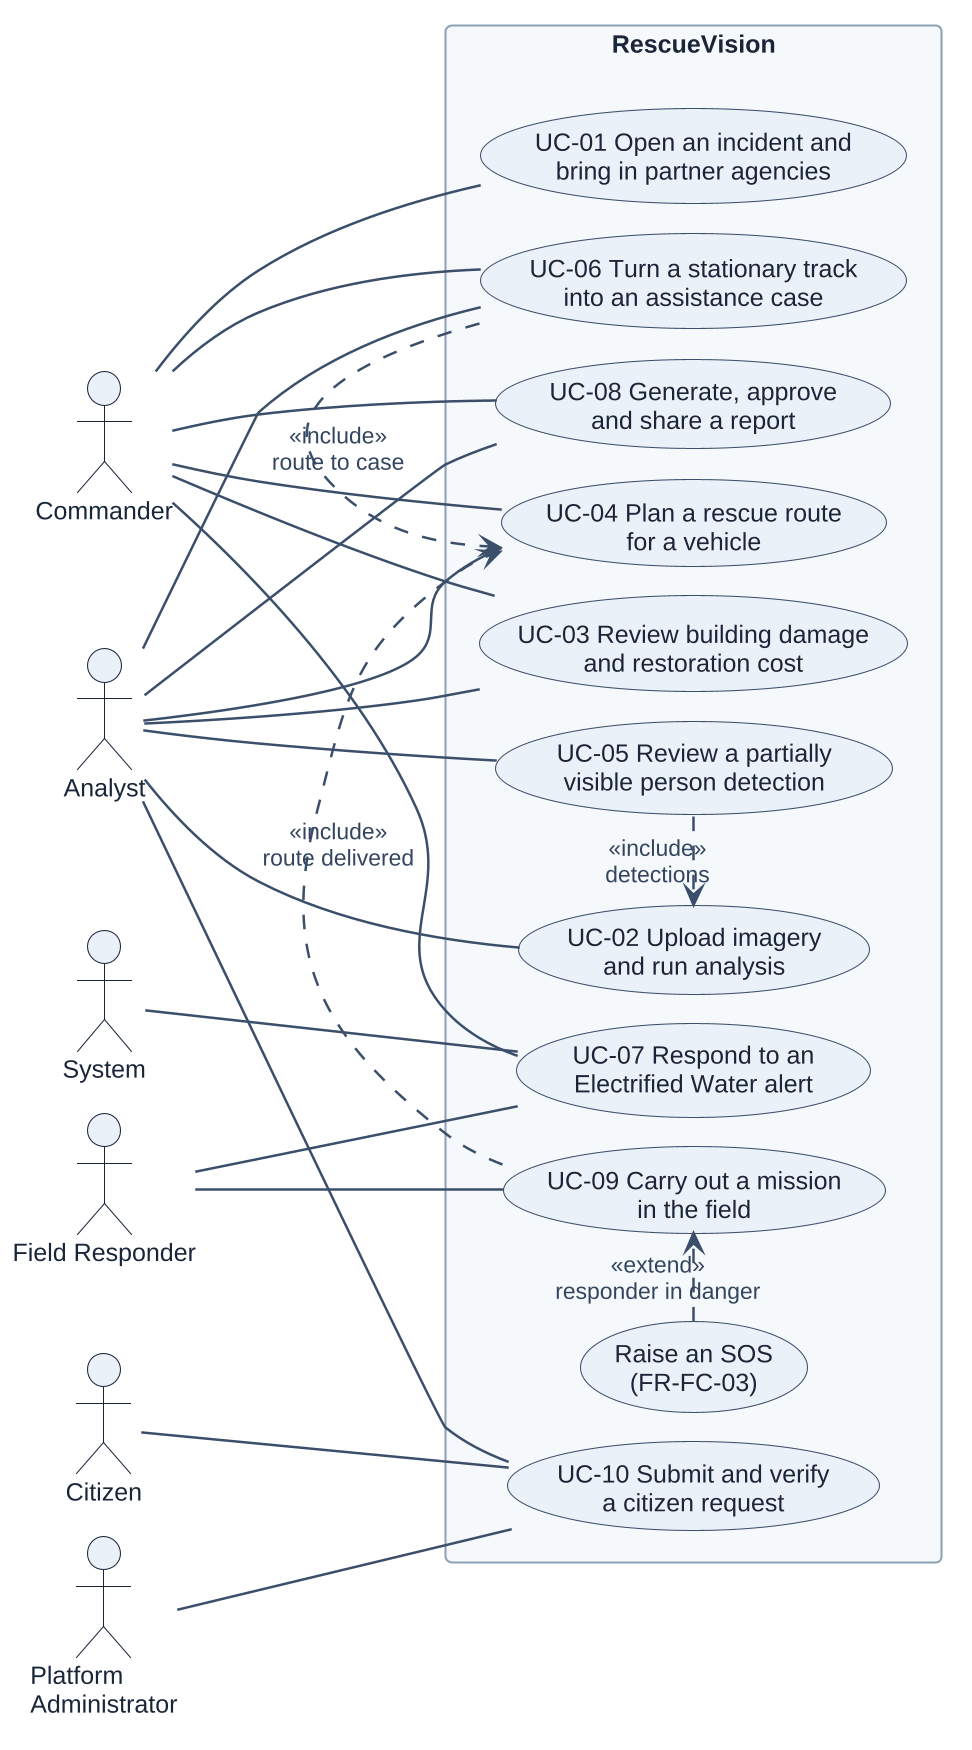 RescueVision
UC-01 Open an incident and
bring in partner agencies
UC-06 Turn a stationary track
into an assistance case
UC-08 Generate, approve
and share a report
«include»
route to case
Commander
UC-04 Plan a rescue route
for a vehicle
UC-03 Review building damage
and restoration cost
UC-05 Review a partially
visible person detection
Analyst
«include»
route delivered
«include»
detections
UC-02 Upload imagery
and run analysis
System
UC-07 Respond to an
Electrified Water alert
UC-09 Carry out a mission
in the field
Field Responder
«extend»
responder in danger
Raise an SOS
(FR-FC-03)
Citizen
UC-10 Submit and verify
a citizen request
Platform
Administrator